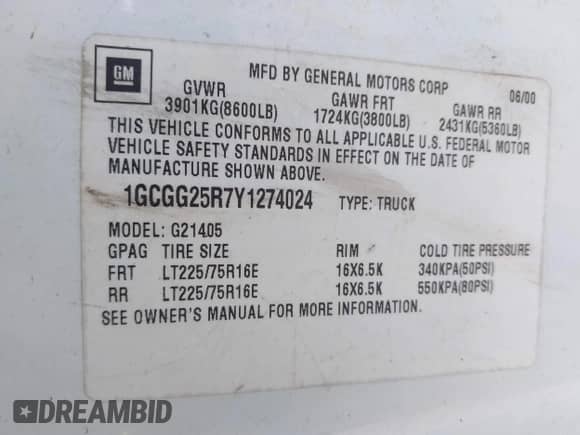 GM
MFD BY GENERAL MOTORS CORP 06/00
GVWR GAWR FRT GAWR RR
3901KG(8600LB) 1724KG(3800LB) 2431KG(5360LB)
THIS VEHICLE CONFORMS TO ALL APPLICABLE U.S. FEDERAL MOTOR
VEHICLE SAFETY STANDARDS IN EFFECT ON THE DATE OF
MANUFACTURE SHOWN ABOVE.
1GCGG25R7Y1274024 TYPE: TRUCK
MODEL: G21405
GPAG TIRE SIZE RIM COLD TIRE PRESSURE
FRT LT225/75R16E 16X6.5K 340KPA(50PSI)
RR LT225/75R16E 16X6.5K 550KPA(80PSI)
SEE OWNER'S MANUAL FOR MORE INFORMATION.
DREAMBID